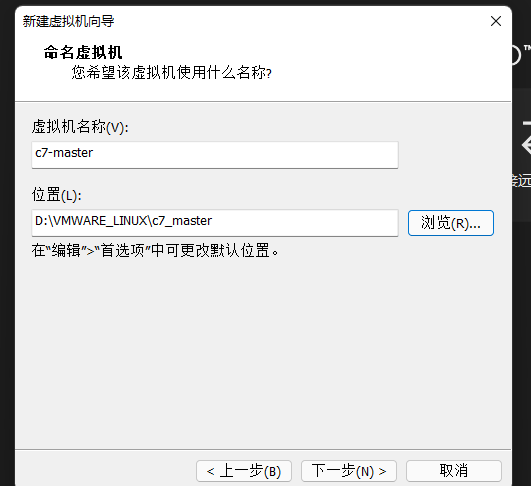 新建虚拟机向导
命名虚拟机
您希望该虚拟机使用什么名称?
虚拟机名称(V):
c7-master
位置(L):
D:\VMWARE_LINUX\c7_master
浏览(R)...
在“编辑”>“首选项”中可更改默认位置。
< 上一步(B)
下一步(N) >
取消
接远